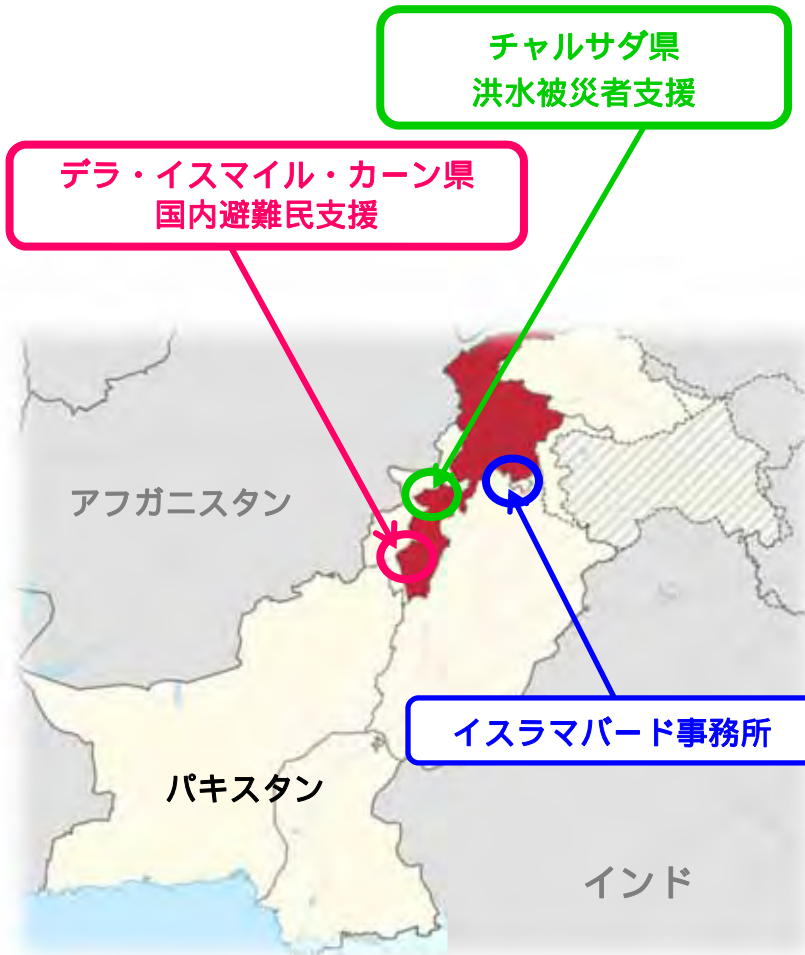 チャルサダ県
洪水被災者支援
デラ・イスマイル・カーン県
国内避難民支援
アフガニスタン
イスラマバード事務所
パキスタン
インド